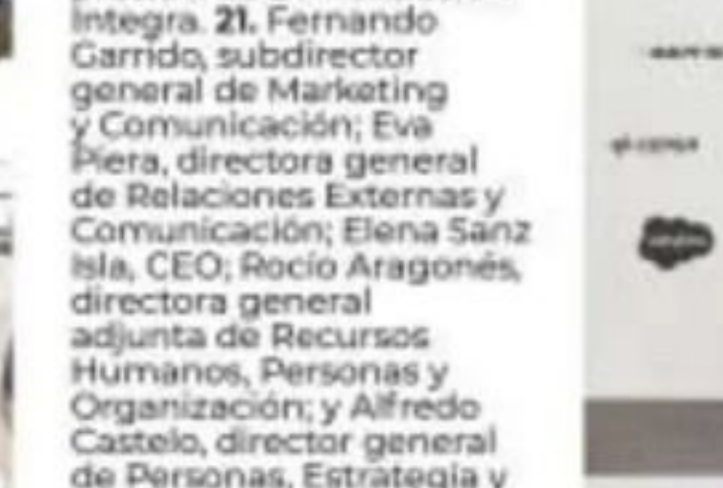 Integra. 21. Fernando
Garrido, subdirector
general de Marketing
y Comunicación; Eva
Piera, directora general
de Relaciones Externas y
Comunicación; Elena Sanz
Isla, CEO; Rocío Aragonés,
directora general
adjunta de Recursos
Humanos, Personas y
Organización; y Alfredo
Castelo, director general
de Personas, Estrategia y